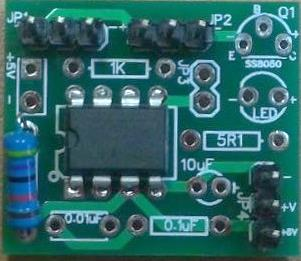 JP1
JP2
B
Q1
E
C
SS8050
+5V
-
1K
JP3
LED
5R1
10uF
-
+V
+5V
JP4
0.01uF
0.1uF